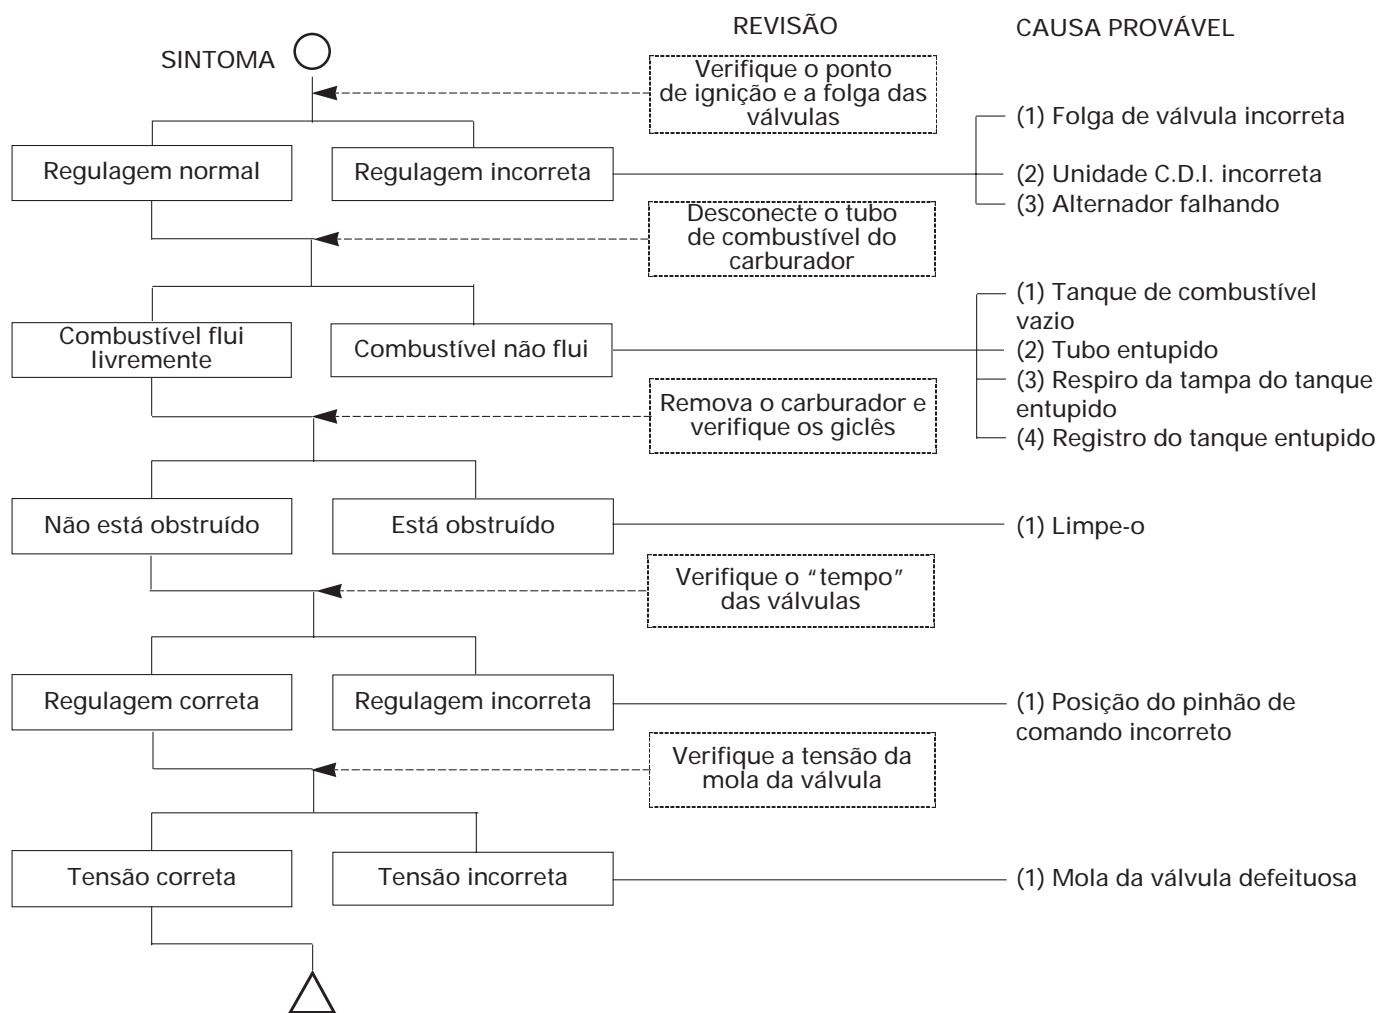 REVISÃO
CAUSA PROVÁVEL
SINTOMA
Verifique o ponto
de ignição e a folga das
válvulas
(1) Folga de válvula incorreta
Regulagem normal
Regulagem incorreta
(2) Unidade C.D.I. incorreta
(3) Alternador falhando
Desconecte o tubo
de combustível do
carburador
(1) Tanque de combustível
vazio
Combustível flui
livremente
Combustível não flui
(2) Tubo entupido
(3) Respiro da tampa do tanque
entupido
(4) Registro do tanque entupido
Remova o carburador e
verifique os giclês
Não está obstruído
Está obstruído
(1) Limpe-o
Verifique o “tempo”
das válvulas
Regulagem correta
Regulagem incorreta
(1) Posição do pinhão de
comando incorreto
Verifique a tensão da
mola da válvula
Tensão correta
Tensão incorreta
(1) Mola da válvula defeituosa